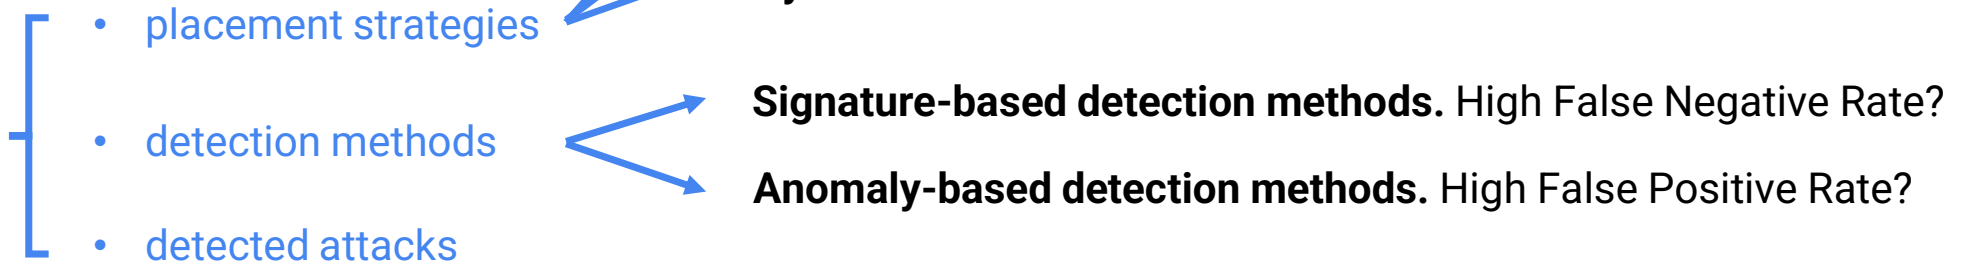 • placement strategies
Signature-based detection methods. High False Negative Rate?
• detection methods
Anomaly-based detection methods. High False Positive Rate?
• detected attacks